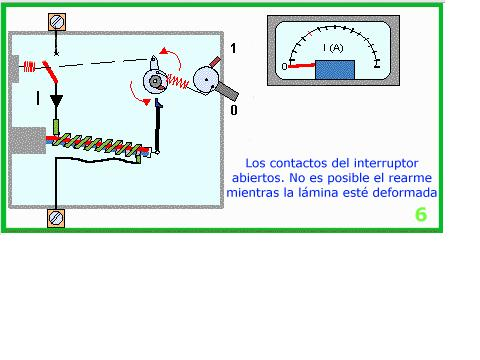 1
I (A)
0
I
0
Los contactos del interruptor
abiertos. No es posible el rearme
mientras la lámina esté deformada
6